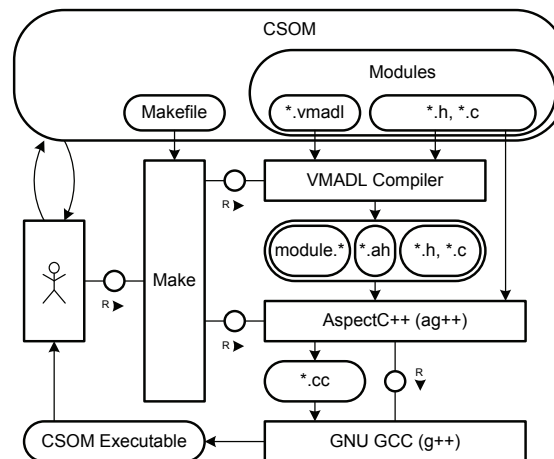 CSOM
Modules
Makefile
*.vmadl
*.h, *.c
R
VMADL Compiler
module.*
*.ah
*.h, *.c
Make
R
R
AspectC++ (ag++)
*.cc
R
CSOM Executable
GNU GCC (g++)